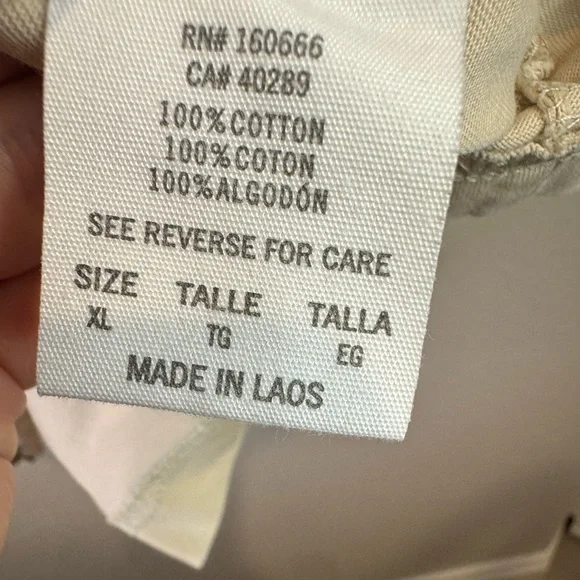 RN# 160666
CA# 40289
100%COTTON
100%COTON
100%ALGODÓN
SEE REVERSE FOR CARE
SIZE TALLE TALLA
XL TG EG
MADE IN LAOS